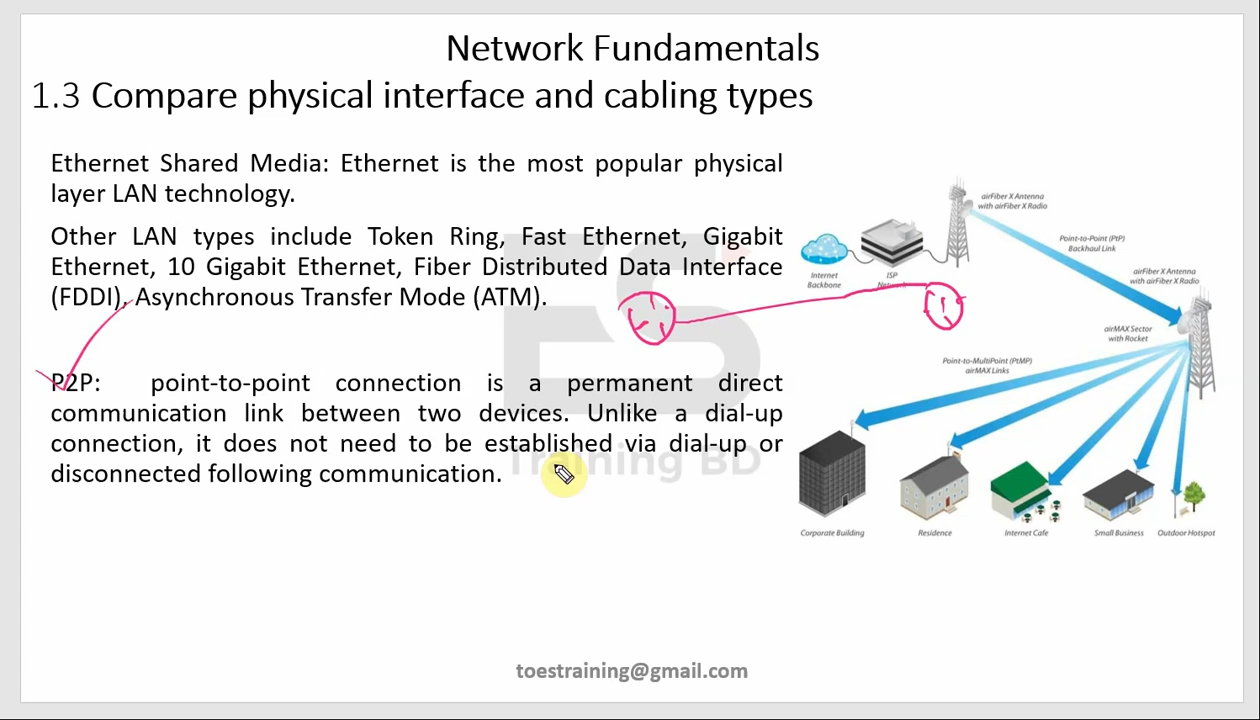 Network Fundamentals
1.3 Compare physical interface and cabling types
Ethernet Shared Media: Ethernet is the most popular physical
layer LAN technology.
Other LAN types include Token Ring, Fast Ethernet, Gigabit
Ethernet, 10 Gigabit Ethernet, Fiber Distributed Data Interface
(FDDI), Asynchronous Transfer Mode (ATM).
P2P: point-to-point connection is a permanent direct
communication link between two devices. Unlike a dial-up
connection, it does not need to be established via dial-up or
disconnected following communication.
airFiber X Antenna
with airFiber X Radio
Point-to-Point (PtP)
Backhaul Link
Internet
Backbone
ISP
Network
airFiber X Antenna
with airFiber X Radio
airMAX Sector
with Rocket
Point-to-MultiPoint (PtMP)
airMAX Links
Corporate Building
Residence
Internet Cafe
Small Business
Outdoor Hotspot
ES
Training BD
toestraining@gmail.com